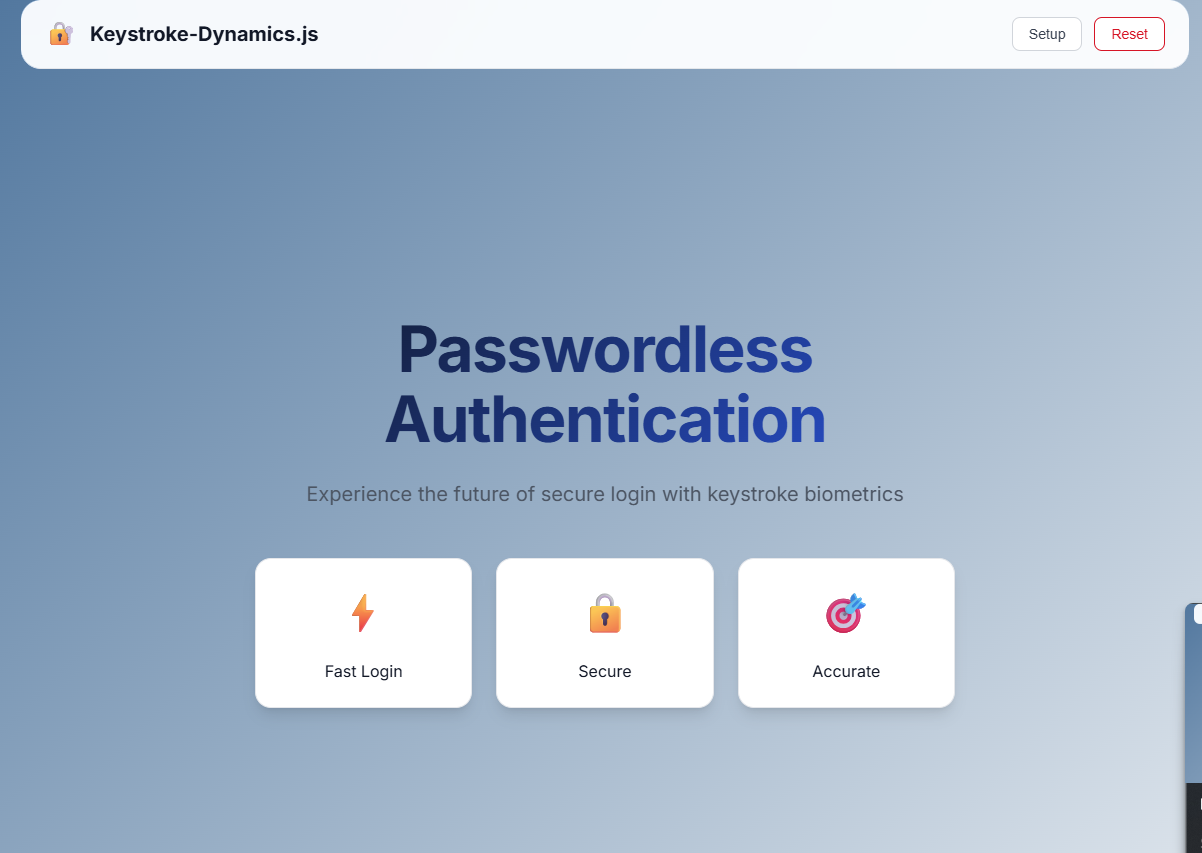 Keystroke-Dynamics.js
Setup
Reset
Passwordless
Authentication
Experience the future of secure login with keystroke biometrics
Fast Login
Secure
Accurate